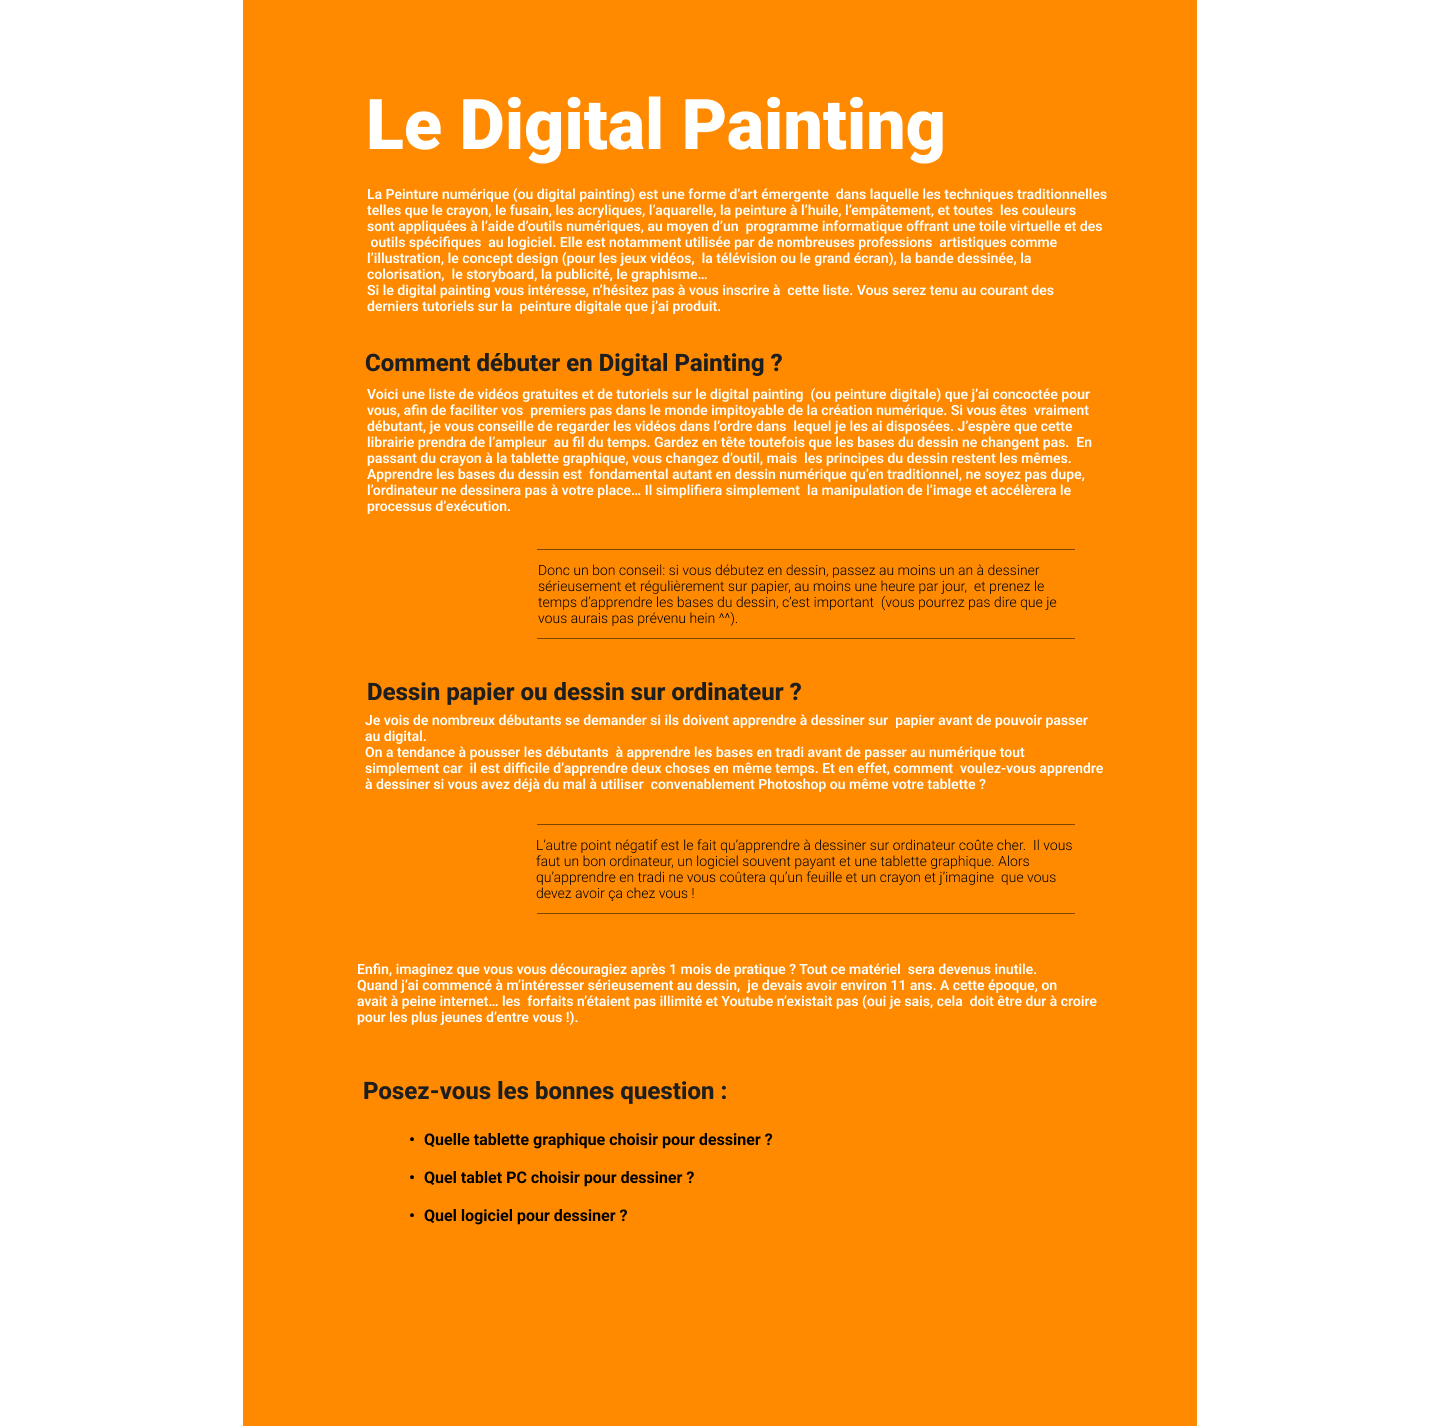 Le Digital Painting
La Peinture numérique (ou digital painting) est une forme d’art émergente  dans laquelle les techniques traditionnelles
telles que le crayon, le fusain, les acryliques, l’aquarelle, la peinture à l’huile, l’empâtement, et toutes  les couleurs
sont appliquées à l’aide d’outils numériques, au moyen d’un  programme informatique offrant une toile virtuelle et des
outils spécifiques  au logiciel. Elle est notamment utilisée par de nombreuses professions  artistiques comme
l’illustration, le concept design (pour les jeux vidéos,  la télévision ou le grand écran), la bande dessinée, la
colorisation,  le storyboard, la publicité, le graphisme…
Si le digital painting vous intéresse, n’hésitez pas à vous inscrire à  cette liste. Vous serez tenu au courant des
derniers tutoriels sur la  peinture digitale que j’ai produit.
Comment débuter en Digital Painting ?
Voici une liste de vidéos gratuites et de tutoriels sur le digital painting  (ou peinture digitale) que j’ai concoctée pour
vous, afin de faciliter vos  premiers pas dans le monde impitoyable de la création numérique. Si vous êtes  vraiment
débutant, je vous conseille de regarder les vidéos dans l’ordre dans  lequel je les ai disposées. J’espère que cette
librairie prendra de l’ampleur  au fil du temps. Gardez en tête toutefois que les bases du dessin ne changent pas.  En
passant du crayon à la tablette graphique, vous changez d’outil, mais  les principes du dessin restent les mêmes.
Apprendre les bases du dessin est  fondamental autant en dessin numérique qu’en traditionnel, ne soyez pas dupe,
l’ordinateur ne dessinera pas à votre place… Il simplifiera simplement  la manipulation de l’image et accélèrera le
processus d’exécution.
Donc un bon conseil: si vous débutez en dessin, passez au moins un an à dessiner
sérieusement et régulièrement sur papier, au moins une heure par jour,  et prenez le
temps d’apprendre les bases du dessin, c’est important  (vous pourrez pas dire que je
vous aurais pas prévenu hein ^^).
Dessin papier ou dessin sur ordinateur ?
Je vois de nombreux débutants se demander si ils doivent apprendre à dessiner sur  papier avant de pouvoir passer
au digital.
On a tendance à pousser les débutants  à apprendre les bases en tradi avant de passer au numérique tout
simplement car  il est difficile d’apprendre deux choses en même temps. Et en effet, comment  voulez-vous apprendre
à dessiner si vous avez déjà du mal à utiliser  convenablement Photoshop ou même votre tablette ?
L’autre point négatif est le fait qu’apprendre à dessiner sur ordinateur coûte cher.  Il vous
faut un bon ordinateur, un logiciel souvent payant et une tablette graphique. Alors
qu’apprendre en tradi ne vous coûtera qu’un feuille et un crayon et j’imagine  que vous
devez avoir ça chez vous !
Enfin, imaginez que vous vous découragiez après 1 mois de pratique ? Tout ce matériel  sera devenus inutile.
Quand j’ai commencé à m’intéresser sérieusement au dessin,  je devais avoir environ 11 ans. A cette époque, on
avait à peine internet… les  forfaits n’étaient pas illimité et Youtube n’existait pas (oui je sais, cela  doit être dur à croire
pour les plus jeunes d’entre vous !).
Posez-vous les bonnes question :
• Quelle tablette graphique choisir pour dessiner ?
• Quel tablet PC choisir pour dessiner ?
• Quel logiciel pour dessiner ?